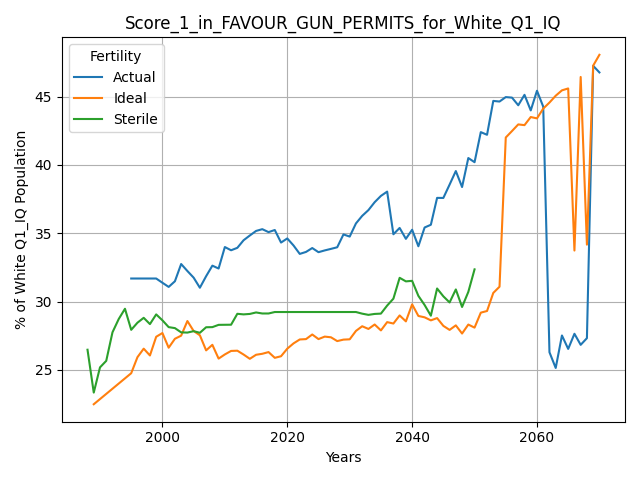 Score_1_in_FAVOUR_GUN_PERMITS_for_White_Q1_IQ
Fertility
Actual
Ideal
Sterile
% of White Q1_IQ Population
45
40
35
30
25
2000
2020
2040
2060
Years